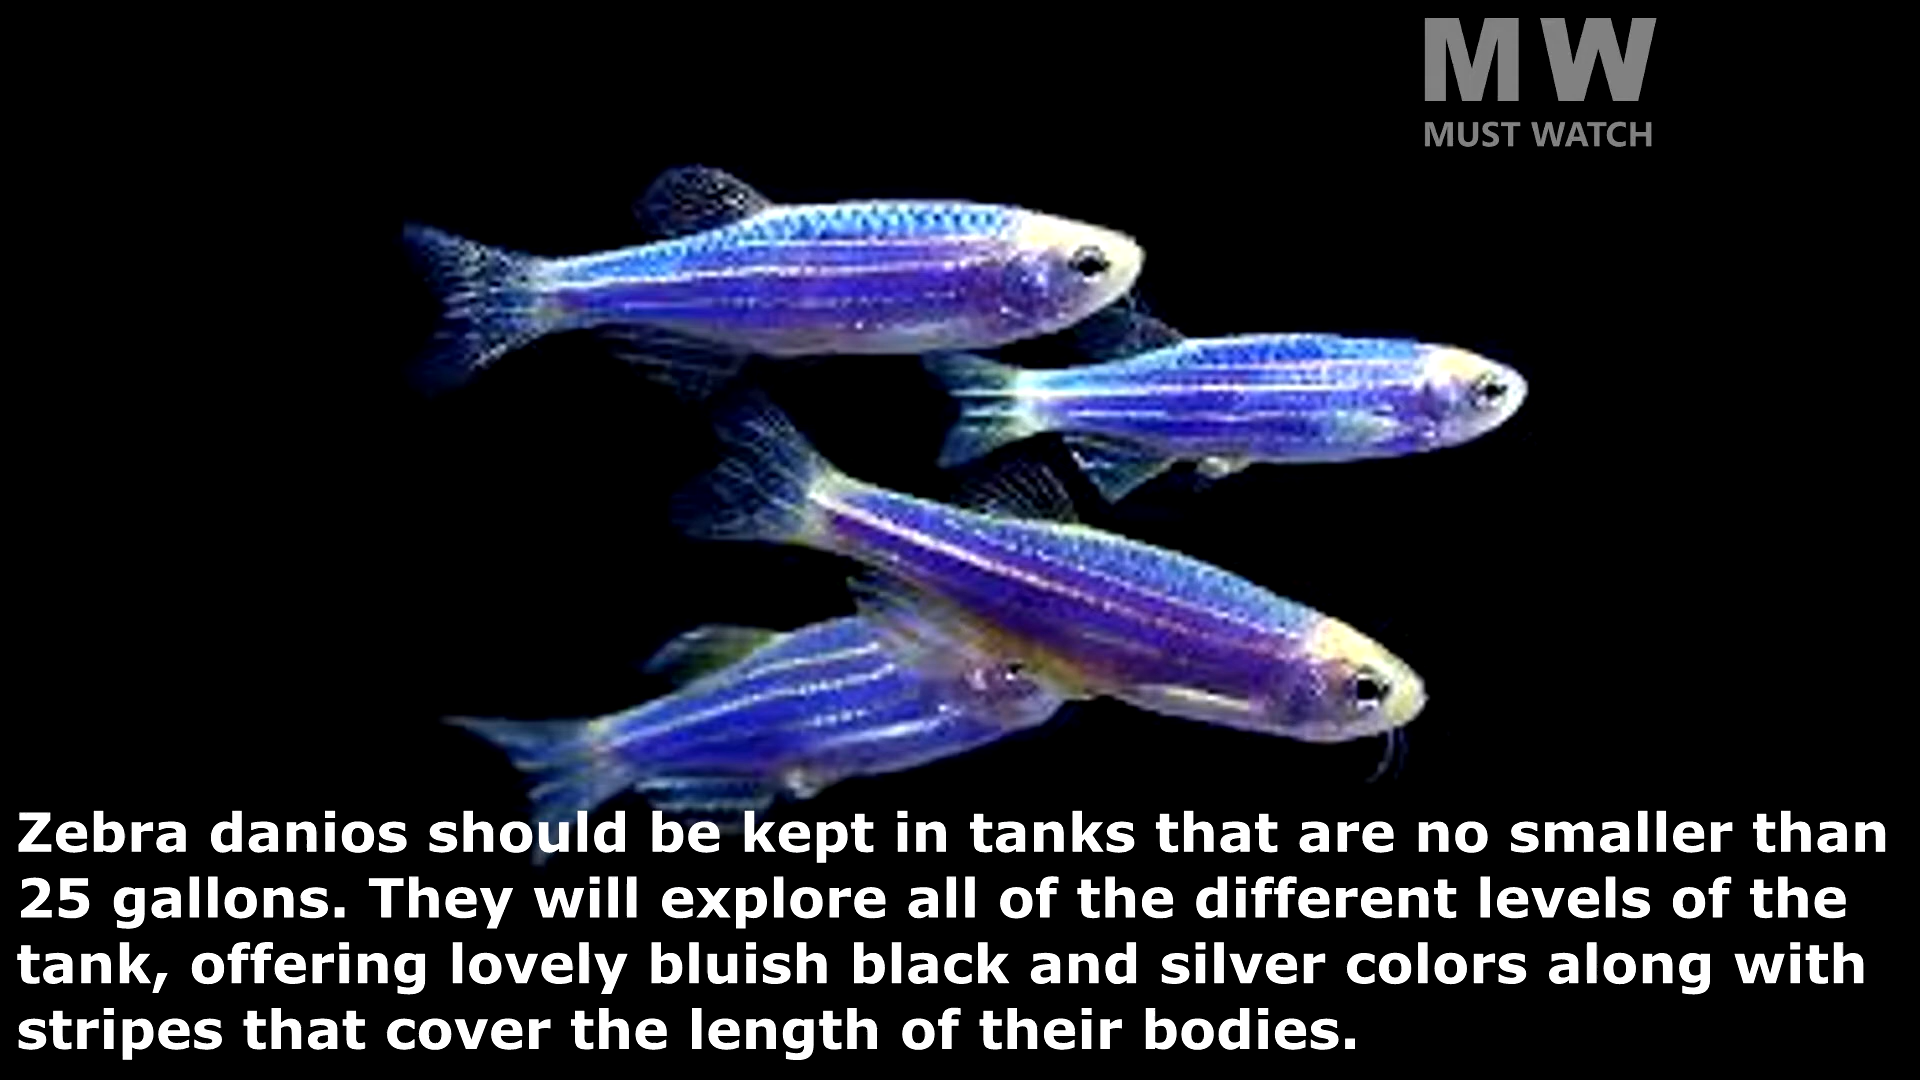 MW
MUST WATCH
Zebra danios should be kept in tanks that are no smaller than
25 gallons. They will explore all of the different levels of the
tank, offering lovely bluish black and silver colors along with
stripes that cover the length of their bodies.